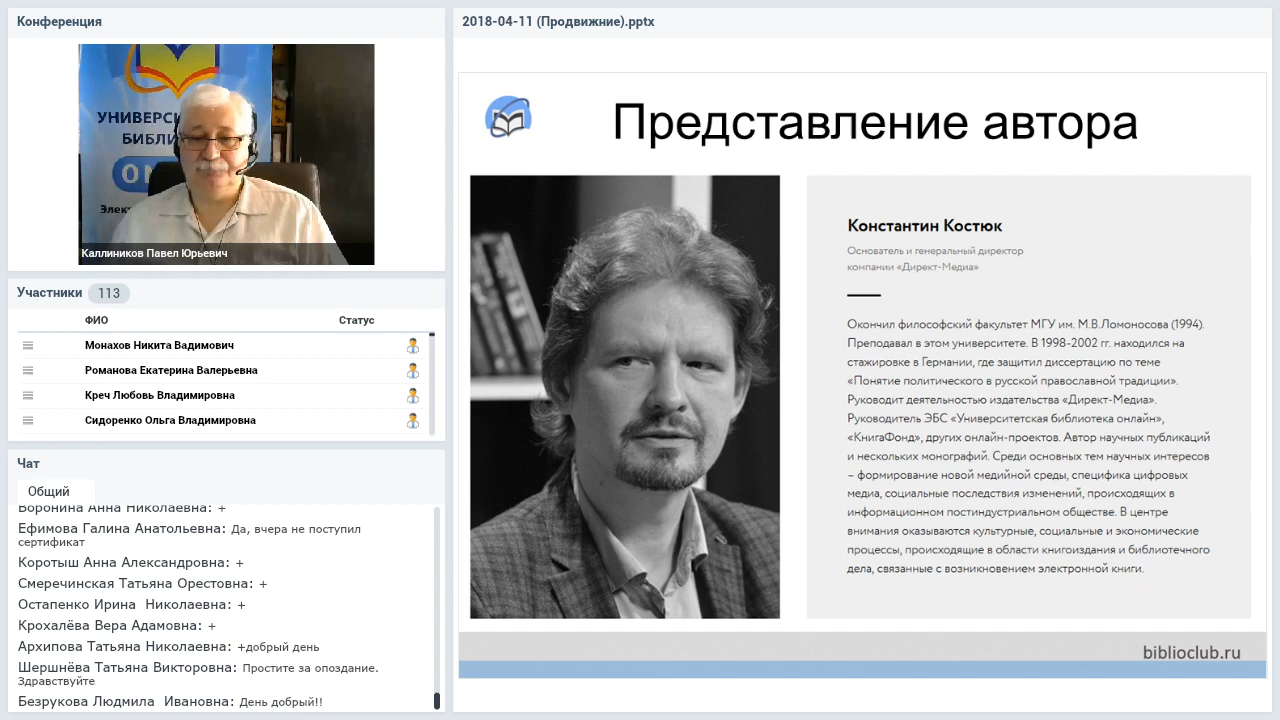 Конференция
УНИВЕРС
БИБЛИ
Каллиников Павел Юрьевич
Участники 113
ФИО Статус
Монахов Никита Вадимович
Романова Екатерина Валерьевна
Креч Любовь Владимировна
Сидоренко Ольга Владимировна
Чат
Общий
Воронина Анна Николаевна: +
Ефимова Галина Анатольевна: Да, вчера не поступил
сертификат
Коротыш Анна Александровна: +
Смеречинская Татьяна Орестовна: +
Остапенко Ирина Николаевна: +
Крохалёва Вера Адамовна: +
Архипова Татьяна Николаевна: +добрый день
Шершнёва Татьяна Викторовна: Простите за опоздание.
Здравствуйте
Безрукова Людмила Ивановна: День добрый!!
2018-04-11 (Продвижние).pptx
Представление автора
Константин Костюк
Основатель и генеральный директор
компании «Директ-Медиа»
Окончил философский факультет МГУ им. М.В.Ломоносова (1994).
Преподавал в этом университете. В 1998-2002 гг. находился на
стажировке в Германии, где защитил диссертацию по теме
«Понятие политического в русской православной традиции».
Руководит деятельностью издательства «Директ-Медиа».
Руководитель ЭБС «Университетская библиотека онлайн»,
«КнигаФонд», других онлайн-проектов. Автор научных публикаций
и нескольких монографий. Среди основных тем научных интересов
– формирование новой медийной среды, специфика цифровых
медиа, социальные последствия изменений, происходящих в
информационном постиндустриальном обществе. В центре
внимания оказываются культурные, социальные и экономические
процессы, происходящие в области книгоиздания и библиотечного
дела, связанные с возникновением электронной книги.
biblioclub.ru